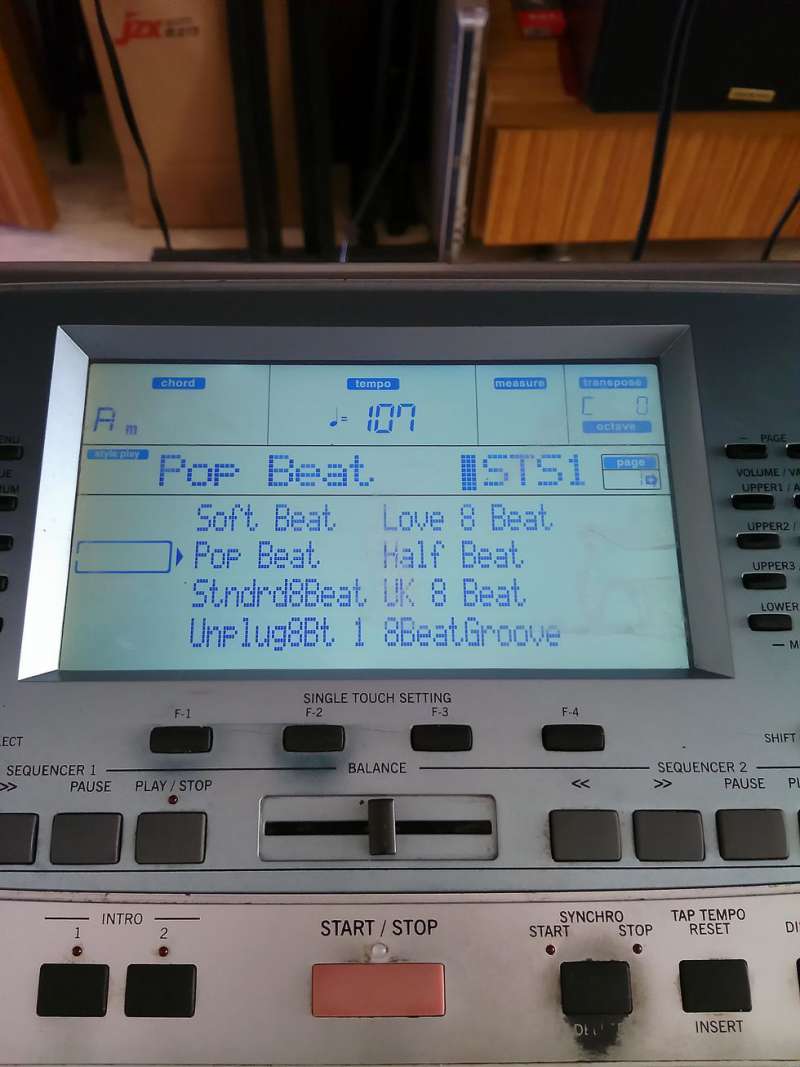 jzx
chord
tempo
measure
transpose
A m
♩= 107
C 0
octave
style play
Pop Beat
STS1
page
1
Soft Beat
Love 8 Beat
Pop Beat
Half Beat
Stndrd8Beat
UK 8 Beat
Unplug8Bt 1
8BeatGroove
PAGE
VOLUME / VA
UPPER1 / A
UPPER2 /
UPPER3 /
LOWER
SINGLE TOUCH SETTING
F-1
F-2
F-3
F-4
SHIFT
SEQUENCER 1
BALANCE
SEQUENCER 2
>>
PAUSE
PLAY / STOP
<<
>>
PAUSE
INTRO
1
2
START / STOP
SYNCHRO
START
STOP
TAP TEMPO
RESET
INSERT